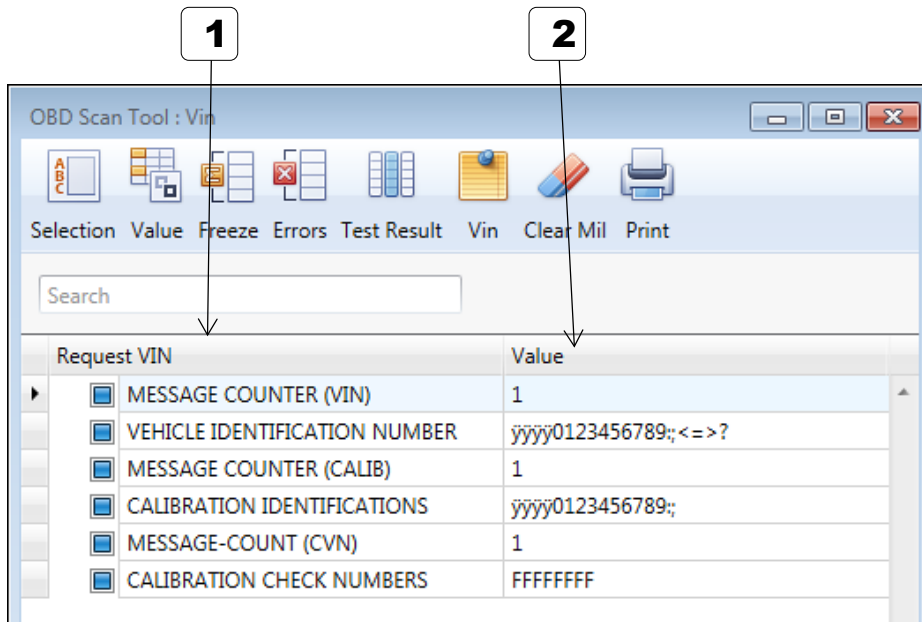 1 2
OBD Scan Tool : Vin
A
B
C
Selection Value Freeze Errors Test Result Vin Clear Mil Print
Search
Request VIN Value
MESSAGE COUNTER (VIN) 1
VEHICLE IDENTIFICATION NUMBER ÿÿÿÿ0123456789:;<=>?
MESSAGE COUNTER (CALIB) 1
CALIBRATION IDENTIFICATIONS ÿÿÿÿ0123456789:;
MESSAGE-COUNT (CVN) 1
CALIBRATION CHECK NUMBERS FFFFFFFF